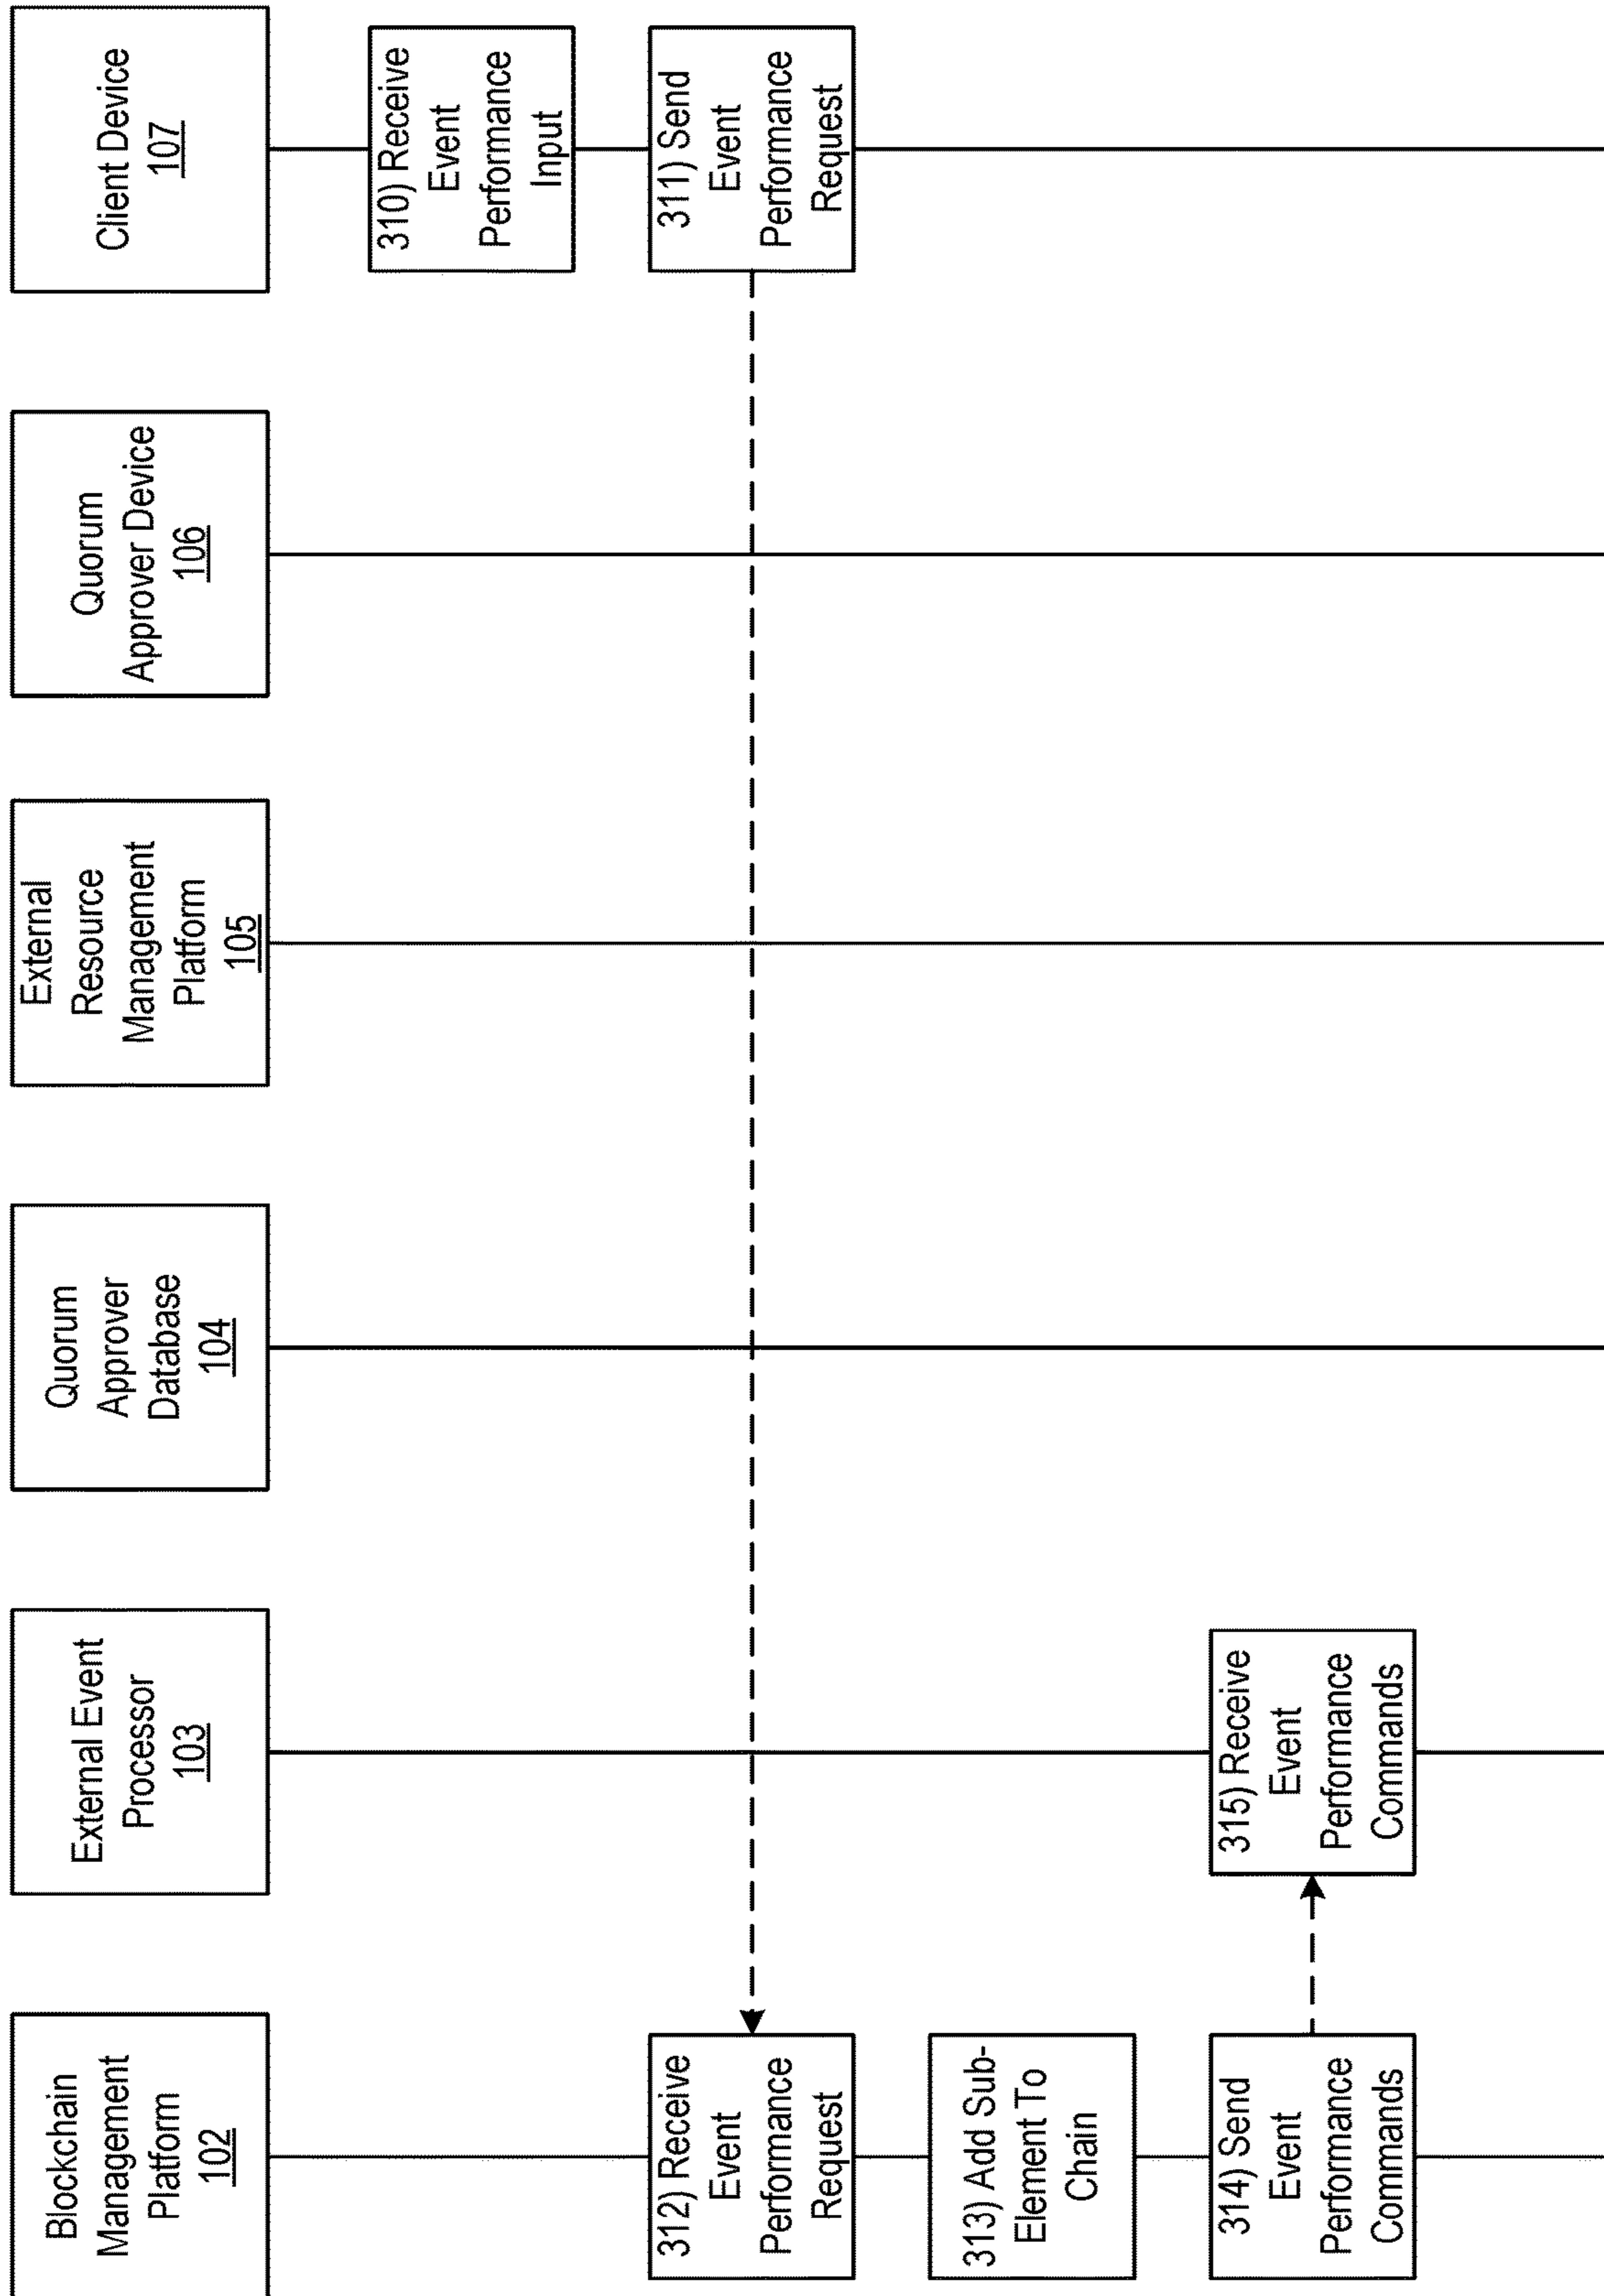 Blockchain
Management
Platform
102
External Event
Processor
103
Quorum
Approver
Database
104
External
Resource
Management
Platform
105
Quorum
Approver Device
106
Client Device
107
310) Receive
Event
Performance
Input
312) Receive
Event
Performance
Request
311) Send
Event
Performance
Request
313) Add Sub-
Element To
Chain
314) Send
Event
Performance
Commands
315) Receive
Event
Performance
Commands